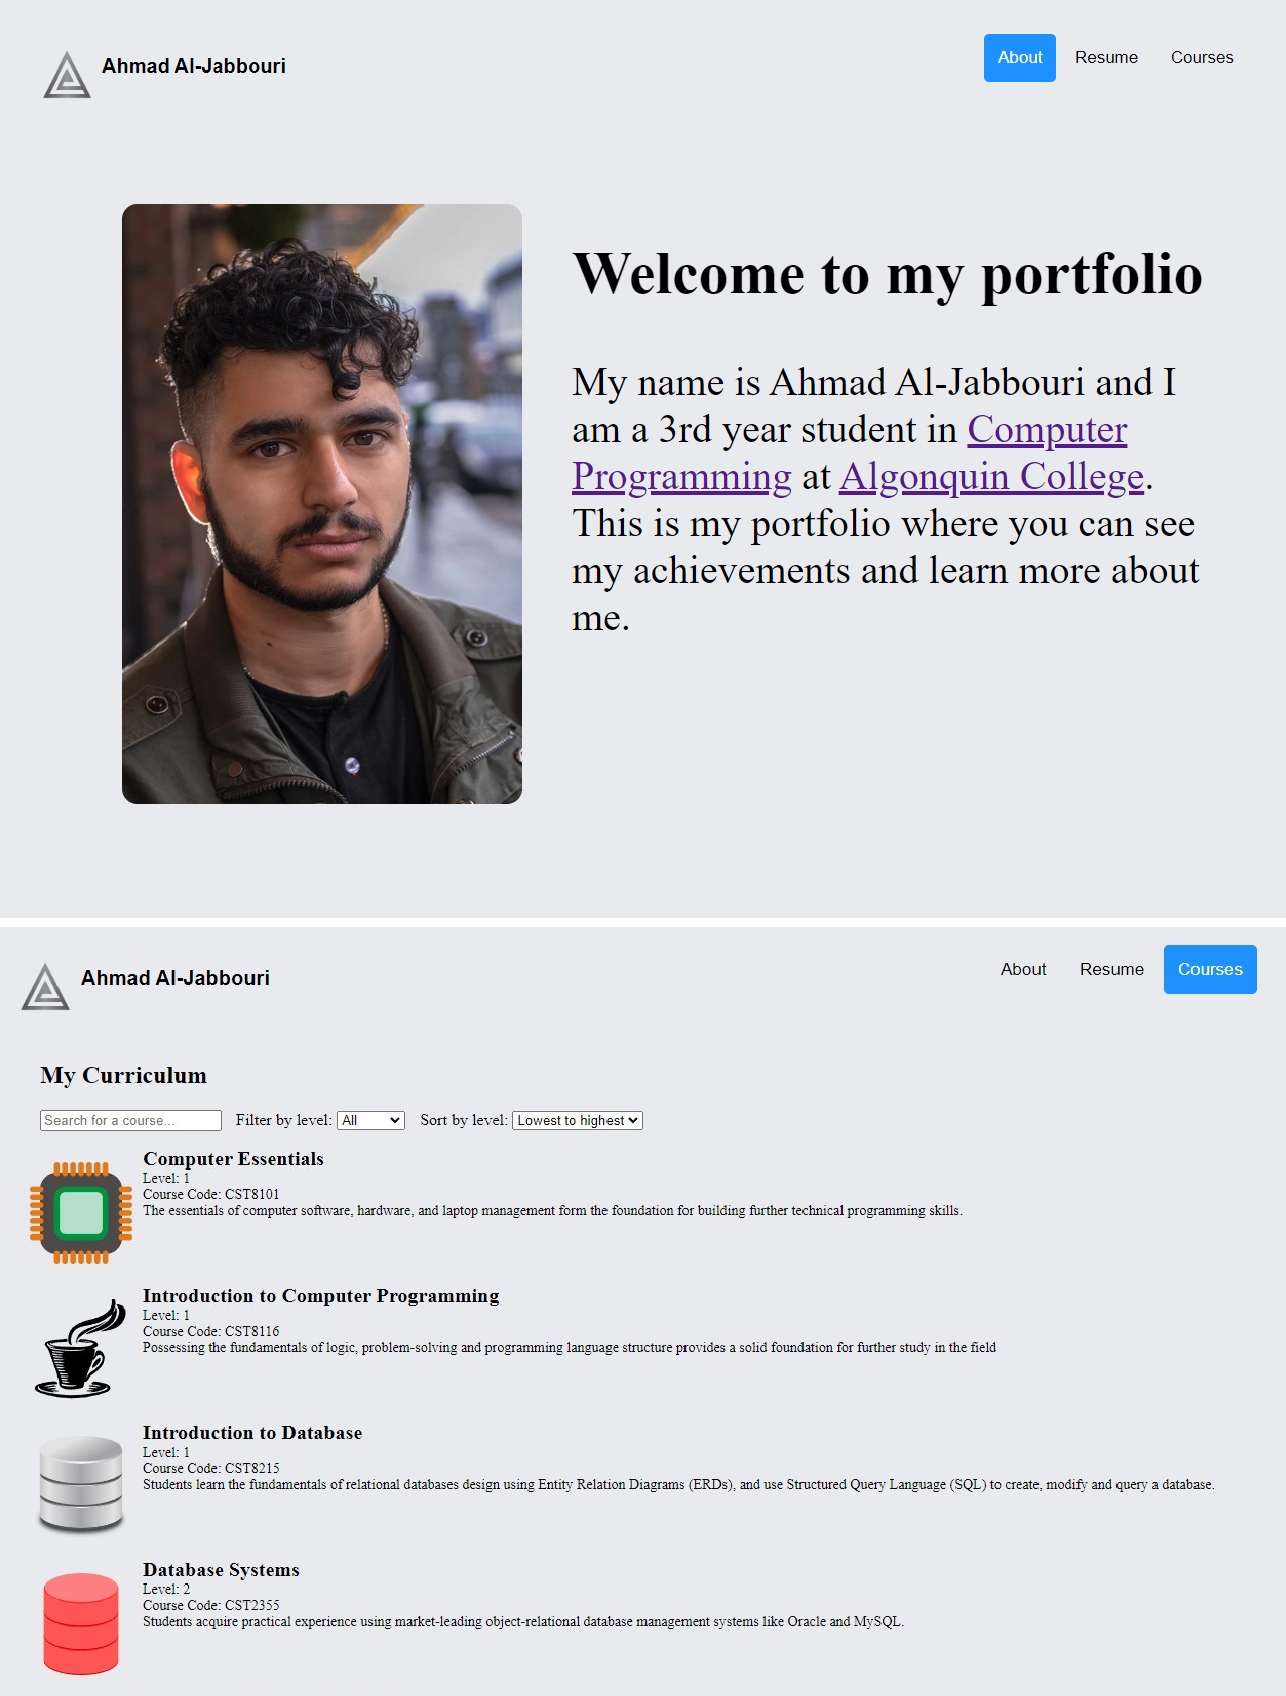 Ahmad Al-Jabbouri
About Resume Courses
Welcome to my portfolio
My name is Ahmad Al-Jabbouri and I
am a 3rd year student in Computer
Programming at Algonquin College.
This is my portfolio where you can see
my achievements and learn more about
me.
Ahmad Al-Jabbouri
About Resume Courses
My Curriculum
Search for a course... Filter by level: All Sort by level: Lowest to highest
Computer Essentials
Level: 1
Course Code: CST8101
The essentials of computer software, hardware, and laptop management form the foundation for building further technical programming skills.
Introduction to Computer Programming
Level: 1
Course Code: CST8116
Possessing the fundamentals of logic, problem-solving and programming language structure provides a solid foundation for further study in the field
Introduction to Database
Level: 1
Course Code: CST8215
Students learn the fundamentals of relational databases design using Entity Relation Diagrams (ERDs), and use Structured Query Language (SQL) to create, modify and query a database.
Database Systems
Level: 2
Course Code: CST2355
Students acquire practical experience using market-leading object-relational database management systems like Oracle and MySQL.